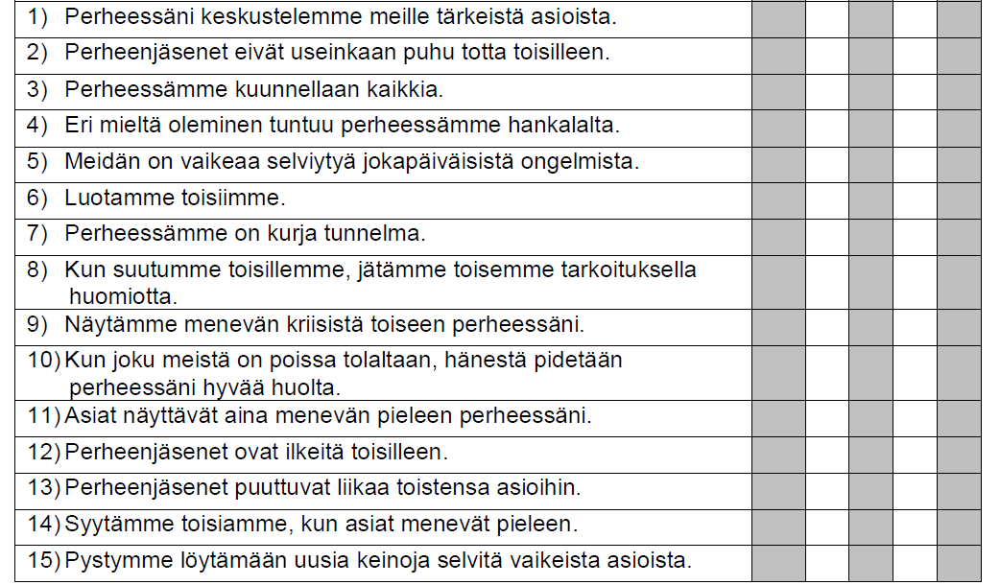 1) Perheessäni keskustelemme meille tärkeistä asioista.
2) Perheenjäsenet eivät useinkaan puhu totta toisilleen.
3) Perheessämme kuunnellaan kaikkia.
4) Eri mieltä oleminen tuntuu perheessämme hankalalta.
5) Meidän on vaikeaa selviytyä jokapäiväisistä ongelmista.
6) Luotamme toisiimme.
7) Perheessämme on kurja tunnelma.
8) Kun suutumme toisillemme, jätämme toisemme tarkoituksella
huomiotta.
9) Näytämme menevän kriisistä toiseen perheessäni.
10) Kun joku meistä on poissa tolaltaan, hänestä pidetään
perheessäni hyvää huolta.
11) Asiat näyttävät aina menevän pieleen perheessäni.
12) Perheenjäsenet ovat ilkeitä toisilleen.
13) Perheenjäsenet puuttuvat liikaa toistensa asioihin.
14) Syytämme toisiamme, kun asiat menevät pieleen.
15) Pystymme löytämään uusia keinoja selvitä vaikeista asioista.